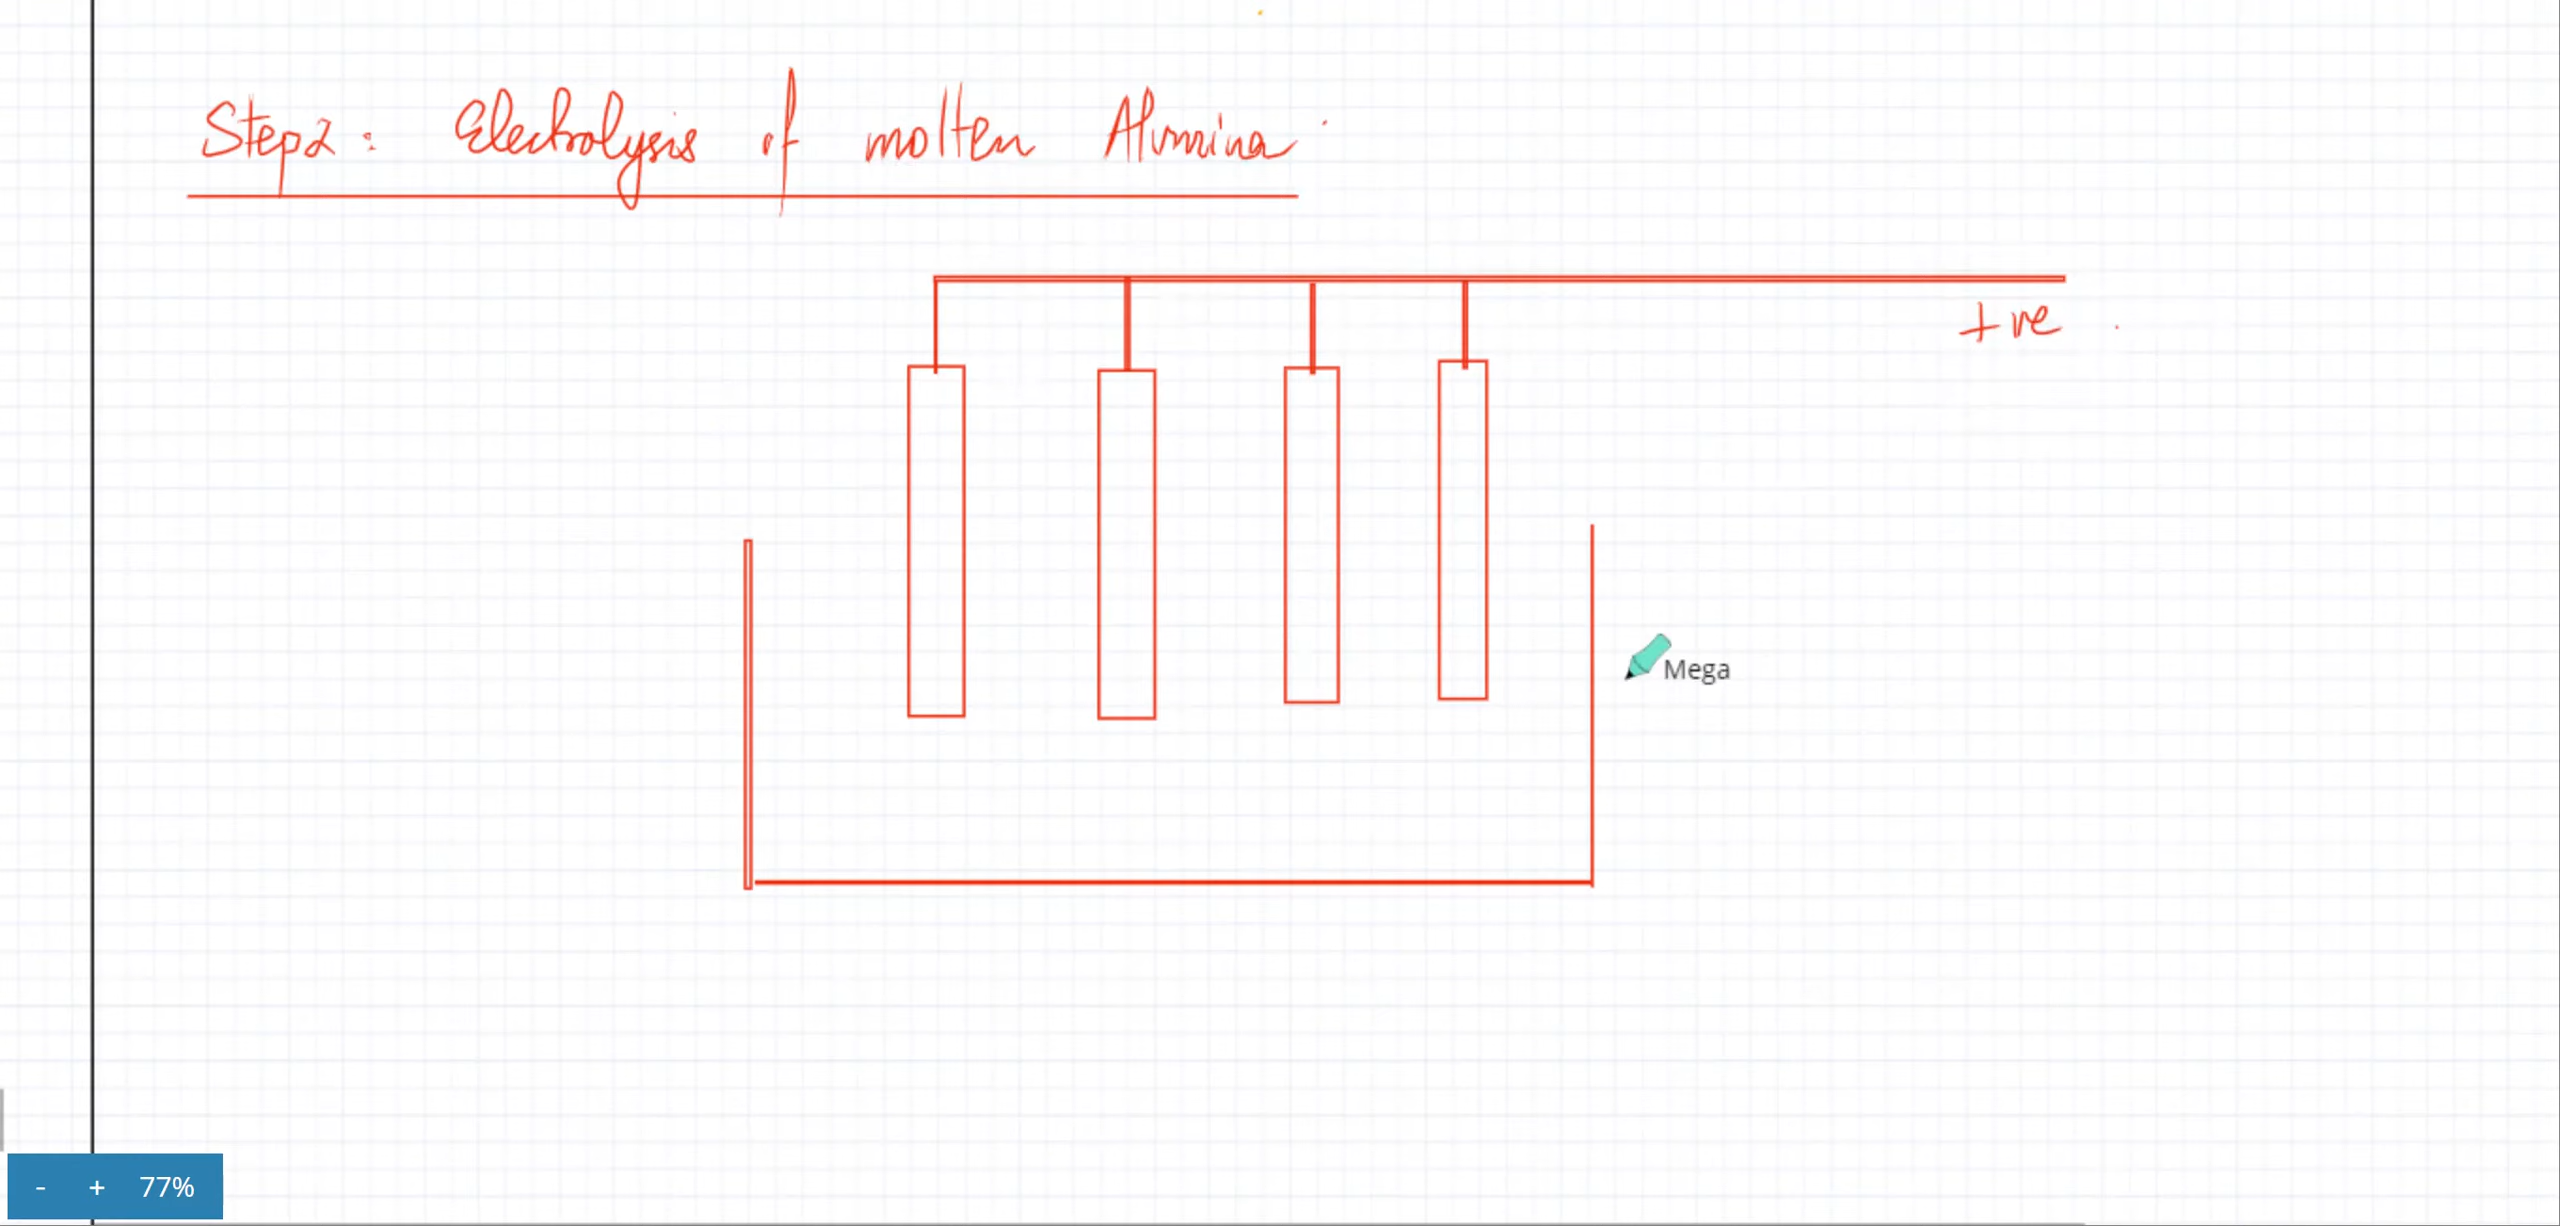 Step2: Electrolysis of molten Alumina
+ve
Mega
- + 77%